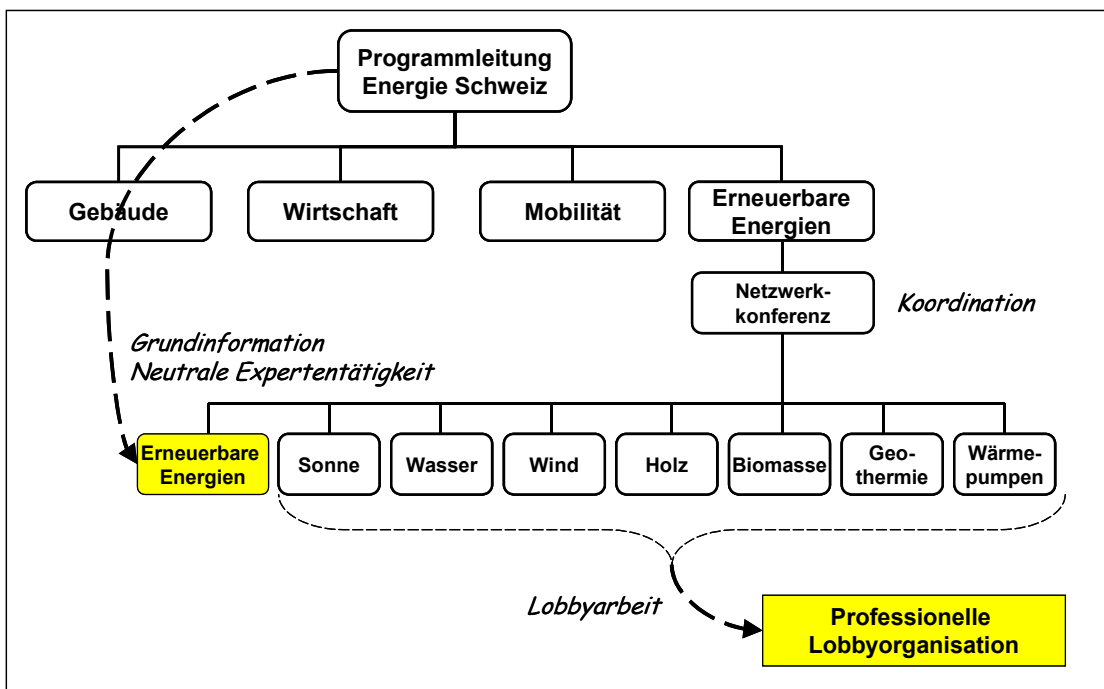 Programmleitung
Energie Schweiz
Gebäude
Wirtschaft
Mobilität
Erneuerbare
Energien
Netzwerk-
konferenz
Koordination
Grundinformation
Neutrale Expertentätigkeit
Erneuerbare
Energien
Sonne
Wasser
Wind
Holz
Biomasse
Geo-
thermie
Wärme-
pumpen
Lobbyarbeit
Professionelle
Lobbyorganisation